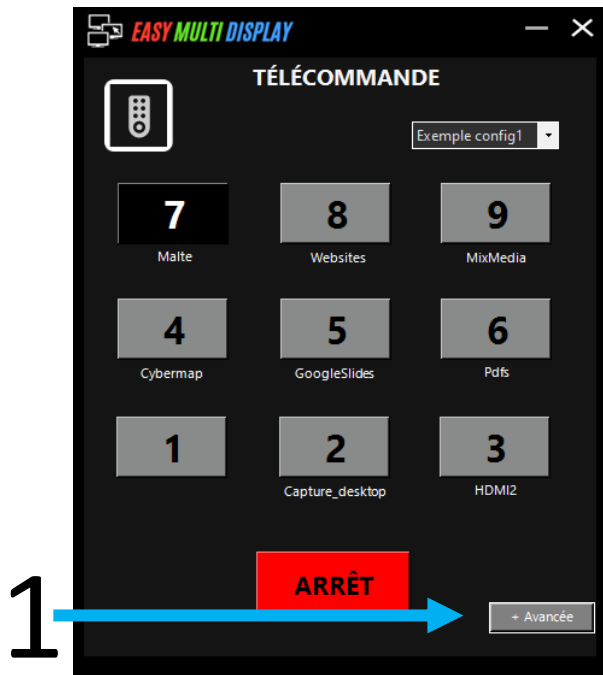 EASY MULTI DISPLAY
TÉLÉCOMMANDE
Exemple config1
7 8 9
Malte Websites MixMedia
4 5 6
Cybermap GoogleSlides Pdfs
1 2 3
Capture_desktop HDMI2
ARRÊT
1
+ Avancée